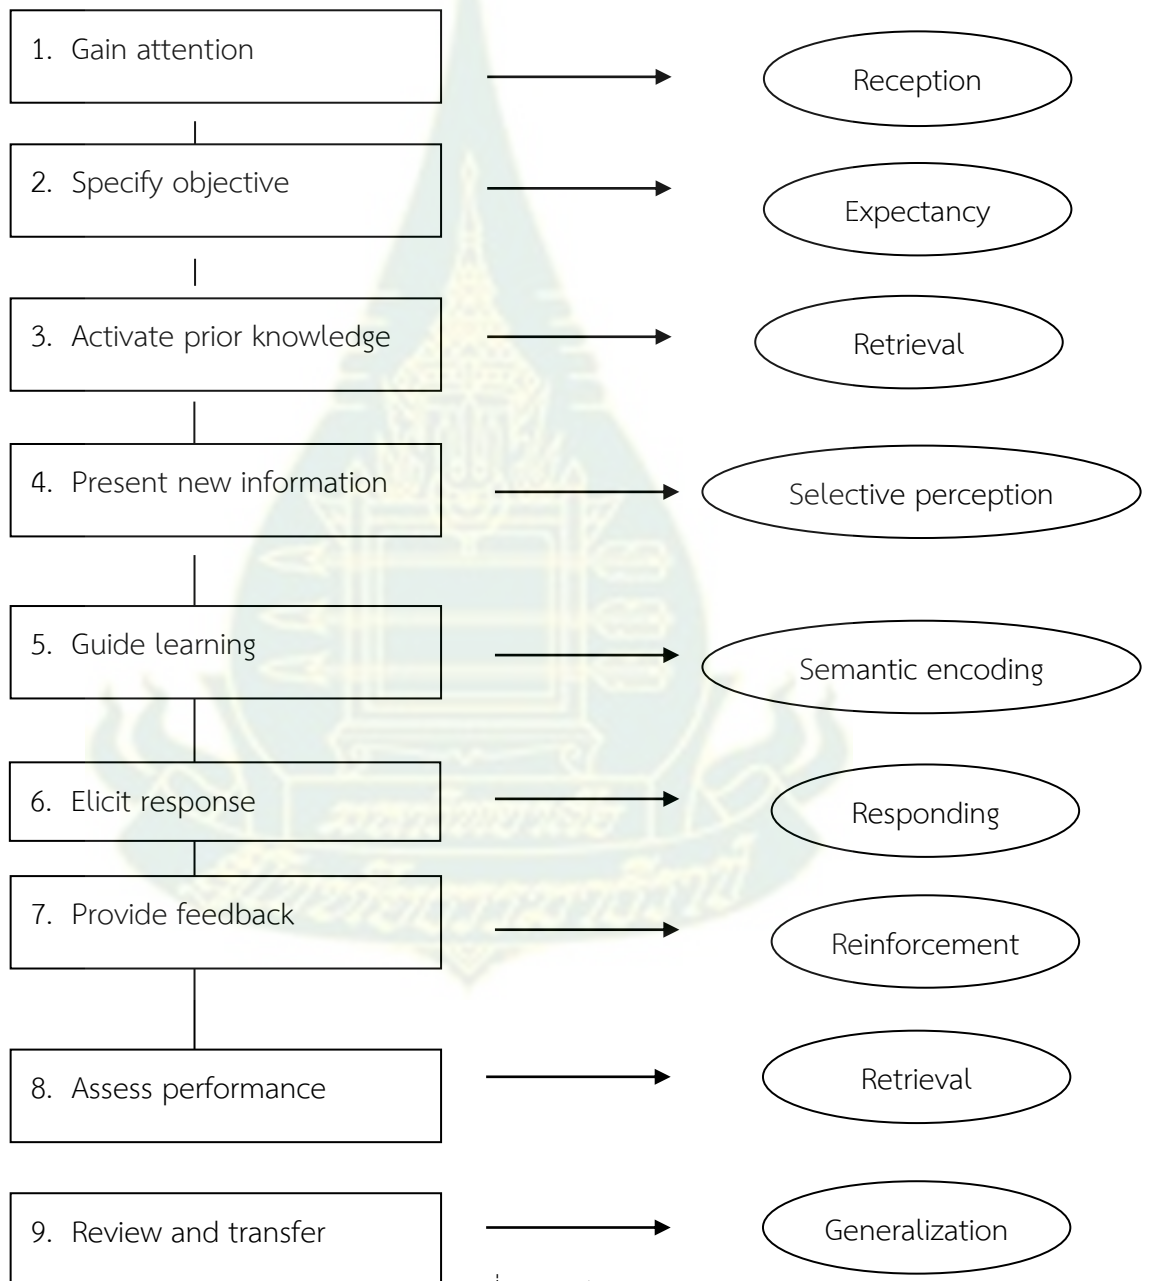 1. Gain attention
Reception
2. Specify objective
Expectancy
3. Activate prior knowledge
Retrieval
4. Present new information
Selective perception
5. Guide learning
Semantic encoding
6. Elicit response
Responding
7. Provide feedback
Reinforcement
8. Assess performance
Retrieval
9. Review and transfer
Generalization